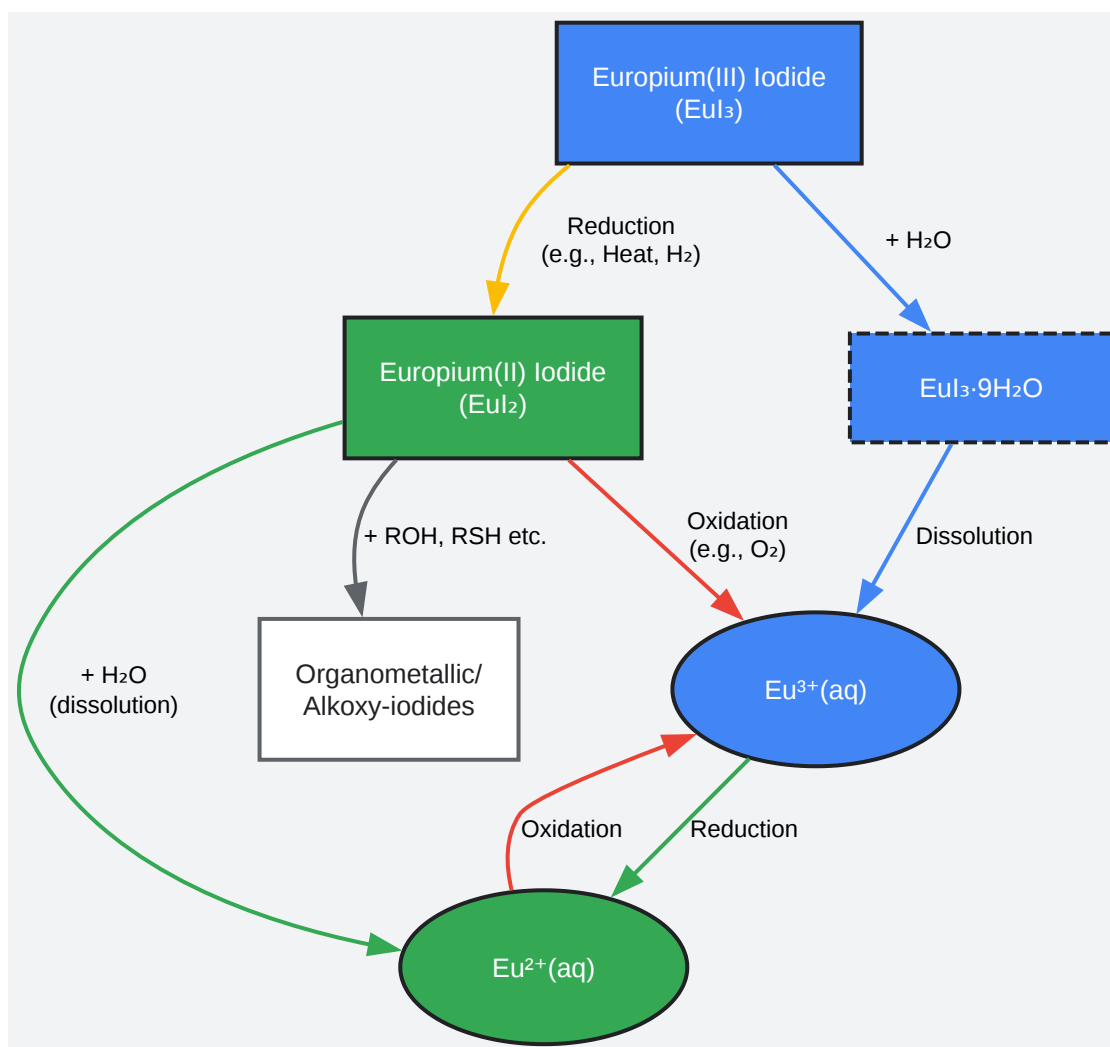 Europium(III) Iodide
(EuI₃)
Reduction
(e.g., Heat, H₂)
+ H₂O
Europium(II) Iodide
(EuI₂)
EuI₃·9H₂O
+ ROH, RSH etc.
Oxidation
(e.g., O₂)
Dissolution
+ H₂O
(dissolution)
Organometallic/
Alkoxy-iodides
Eu³⁺(aq)
Oxidation
Reduction
Eu²⁺(aq)